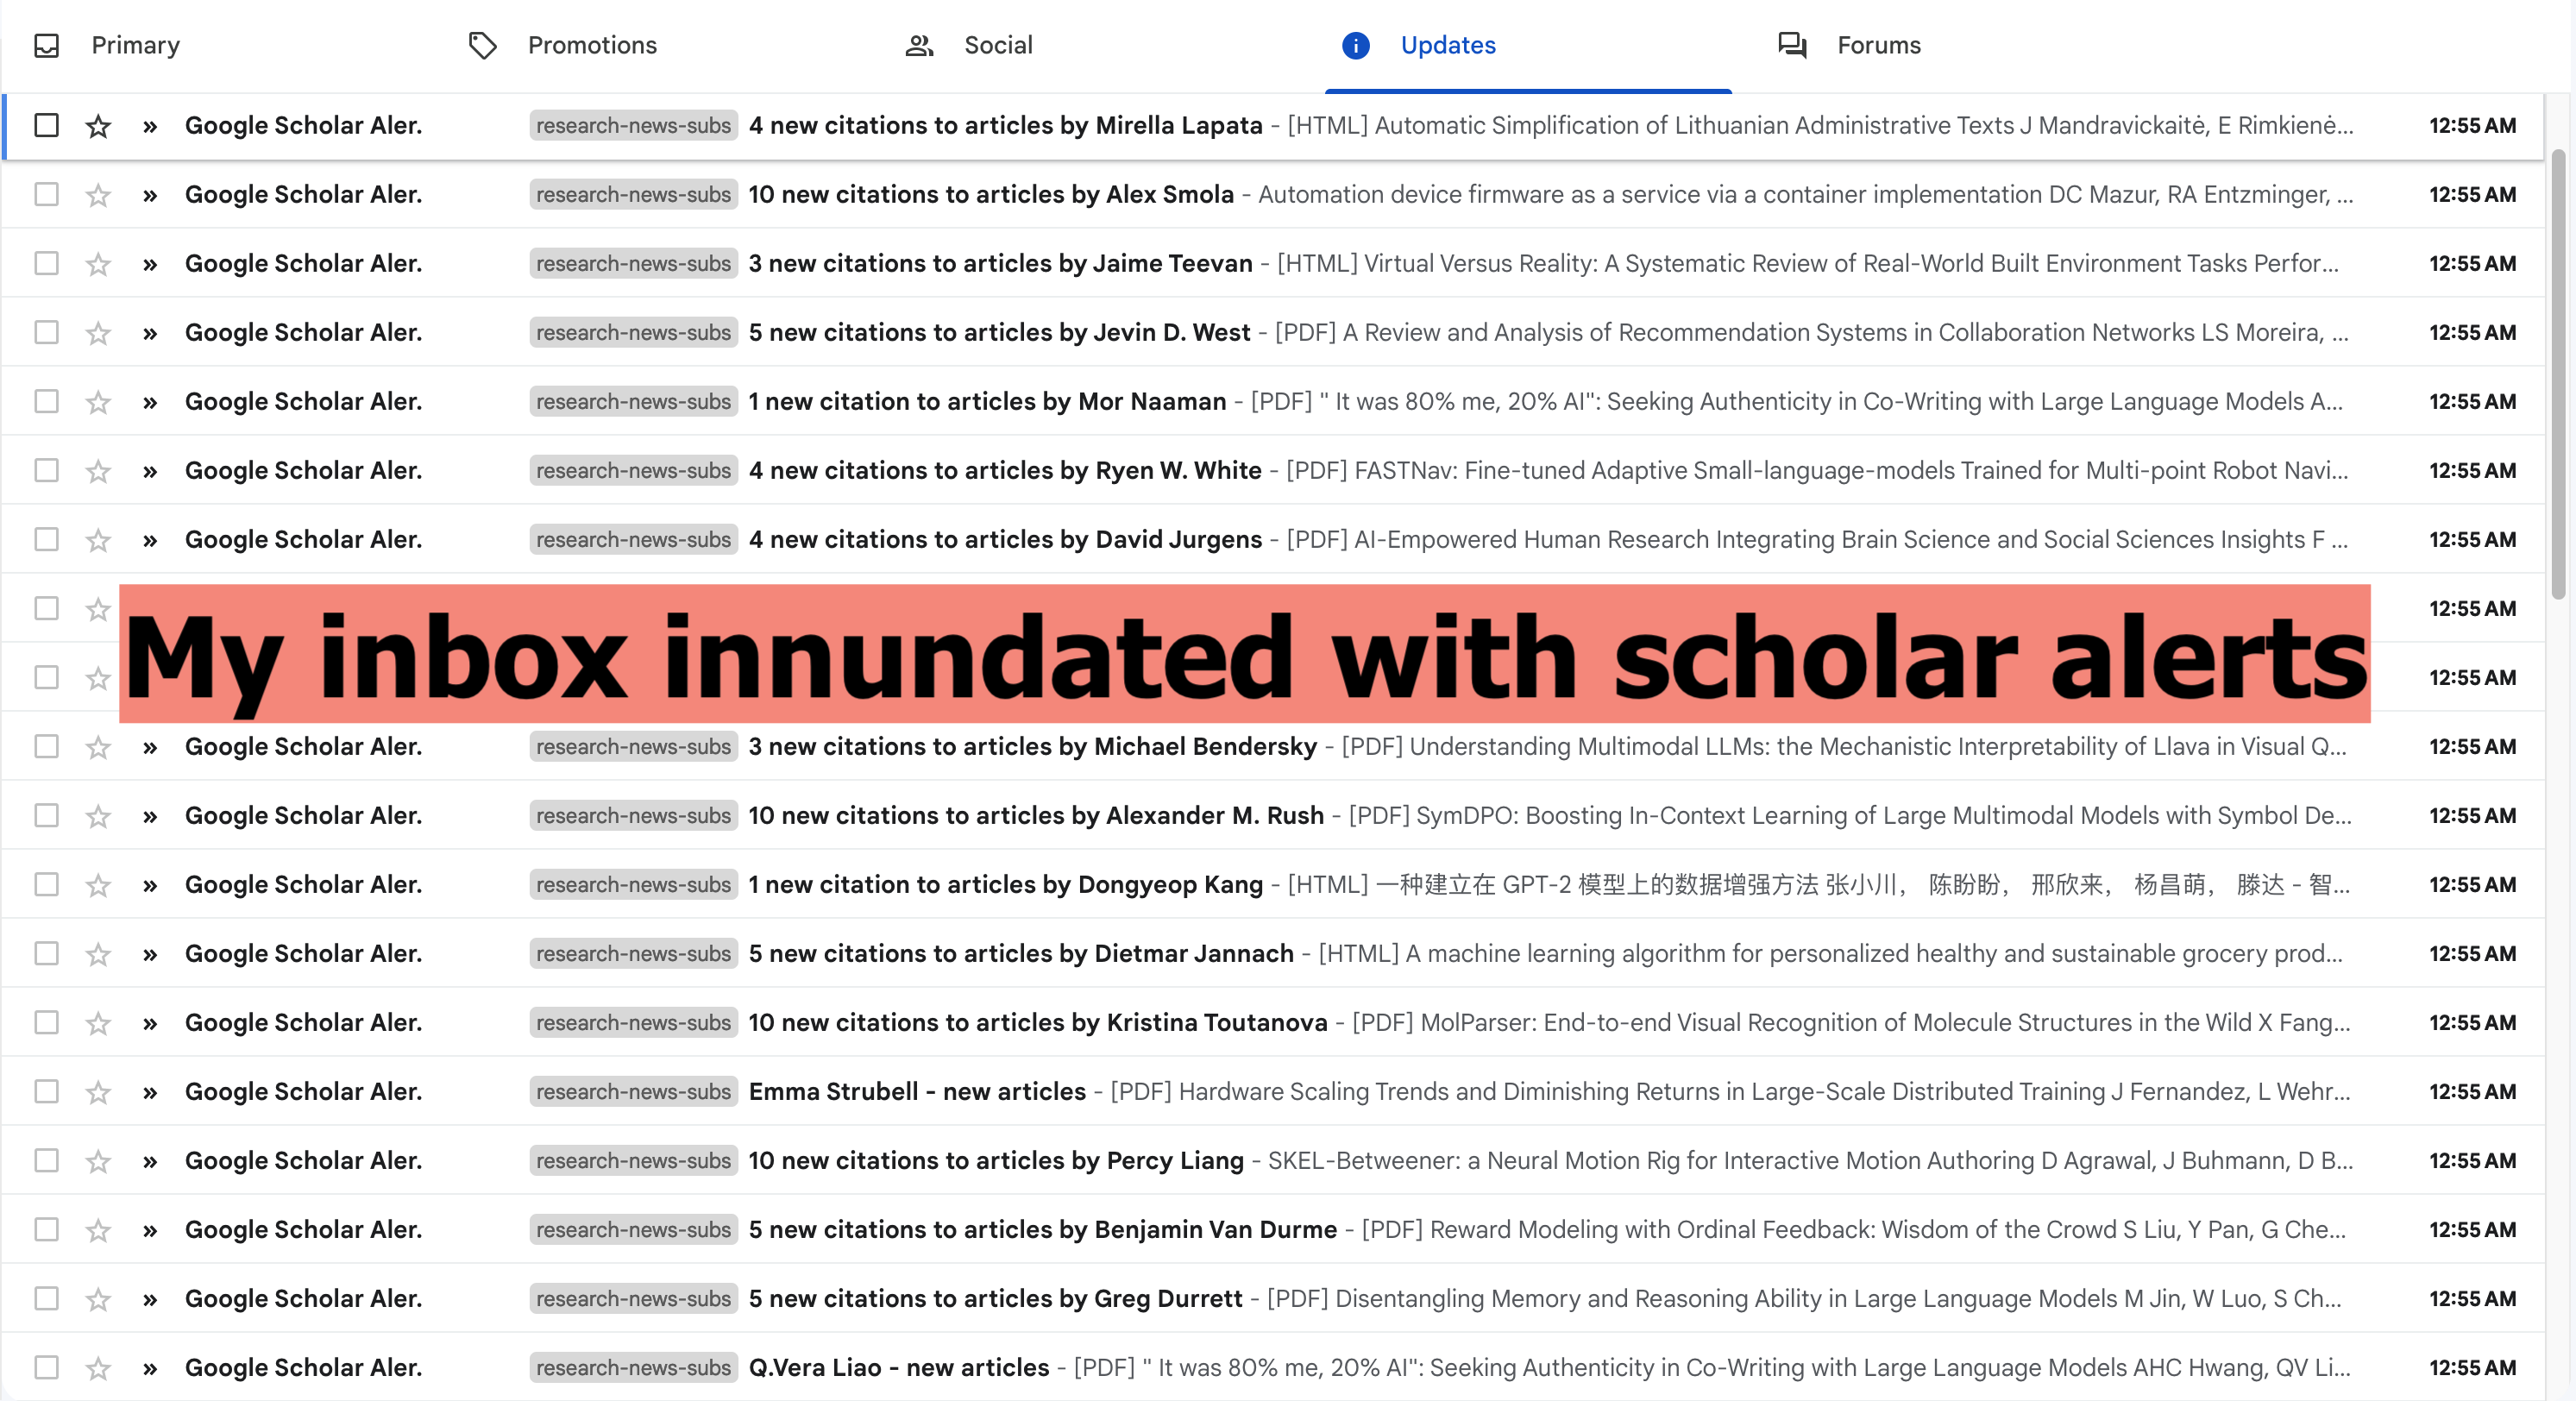 Primary Promotions Social Updates Forums
» Google Scholar Aler. research-news-subs 4 new citations to articles by Mirella Lapata - [HTML] Automatic Simplification of Lithuanian Administrative Texts J Mandravickaitė, E Rimkienė... 12:55 AM
» Google Scholar Aler. research-news-subs 10 new citations to articles by Alex Smola - Automation device firmware as a service via a container implementation DC Mazur, RA Entzminger, ... 12:55 AM
» Google Scholar Aler. research-news-subs 3 new citations to articles by Jaime Teevan - [HTML] Virtual Versus Reality: A Systematic Review of Real-World Built Environment Tasks Perfor... 12:55 AM
» Google Scholar Aler. research-news-subs 5 new citations to articles by Jevin D. West - [PDF] A Review and Analysis of Recommendation Systems in Collaboration Networks LS Moreira, ... 12:55 AM
» Google Scholar Aler. research-news-subs 1 new citation to articles by Mor Naaman - [PDF] " It was 80% me, 20% AI": Seeking Authenticity in Co-Writing with Large Language Models A... 12:55 AM
» Google Scholar Aler. research-news-subs 4 new citations to articles by Ryen W. White - [PDF] FASTNav: Fine-tuned Adaptive Small-language-models Trained for Multi-point Robot Navi... 12:55 AM
» Google Scholar Aler. research-news-subs 4 new citations to articles by David Jurgens - [PDF] AI-Empowered Human Research Integrating Brain Science and Social Sciences Insights F ... 12:55 AM
12:55 AM
My inbox innundated with scholar alerts
12:55 AM
» Google Scholar Aler. research-news-subs 3 new citations to articles by Michael Bendersky - [PDF] Understanding Multimodal LLMs: the Mechanistic Interpretability of Llava in Visual Q... 12:55 AM
» Google Scholar Aler. research-news-subs 10 new citations to articles by Alexander M. Rush - [PDF] SymDPO: Boosting In-Context Learning of Large Multimodal Models with Symbol De... 12:55 AM
» Google Scholar Aler. research-news-subs 1 new citation to articles by Dongyeop Kang - [HTML] 一种建立在 GPT-2 模型上的数据增强方法 张小川， 陈盼盼， 邢欣来， 杨昌萌， 滕达 - 智... 12:55 AM
» Google Scholar Aler. research-news-subs 5 new citations to articles by Dietmar Jannach - [HTML] A machine learning algorithm for personalized healthy and sustainable grocery prod... 12:55 AM
» Google Scholar Aler. research-news-subs 10 new citations to articles by Kristina Toutanova - [PDF] MolParser: End-to-end Visual Recognition of Molecule Structures in the Wild X Fang... 12:55 AM
» Google Scholar Aler. research-news-subs Emma Strubell - new articles - [PDF] Hardware Scaling Trends and Diminishing Returns in Large-Scale Distributed Training J Fernandez, L Wehr... 12:55 AM
» Google Scholar Aler. research-news-subs 10 new citations to articles by Percy Liang - SKEL-Betweener: a Neural Motion Rig for Interactive Motion Authoring D Agrawal, J Buhmann, D B... 12:55 AM
» Google Scholar Aler. research-news-subs 5 new citations to articles by Benjamin Van Durme - [PDF] Reward Modeling with Ordinal Feedback: Wisdom of the Crowd S Liu, Y Pan, G Che... 12:55 AM
» Google Scholar Aler. research-news-subs 5 new citations to articles by Greg Durrett - [PDF] Disentangling Memory and Reasoning Ability in Large Language Models M Jin, W Luo, S Ch... 12:55 AM
» Google Scholar Aler. research-news-subs Q.Vera Liao - new articles - [PDF] " It was 80% me, 20% AI": Seeking Authenticity in Co-Writing with Large Language Models AHC Hwang, QV Li... 12:55 AM